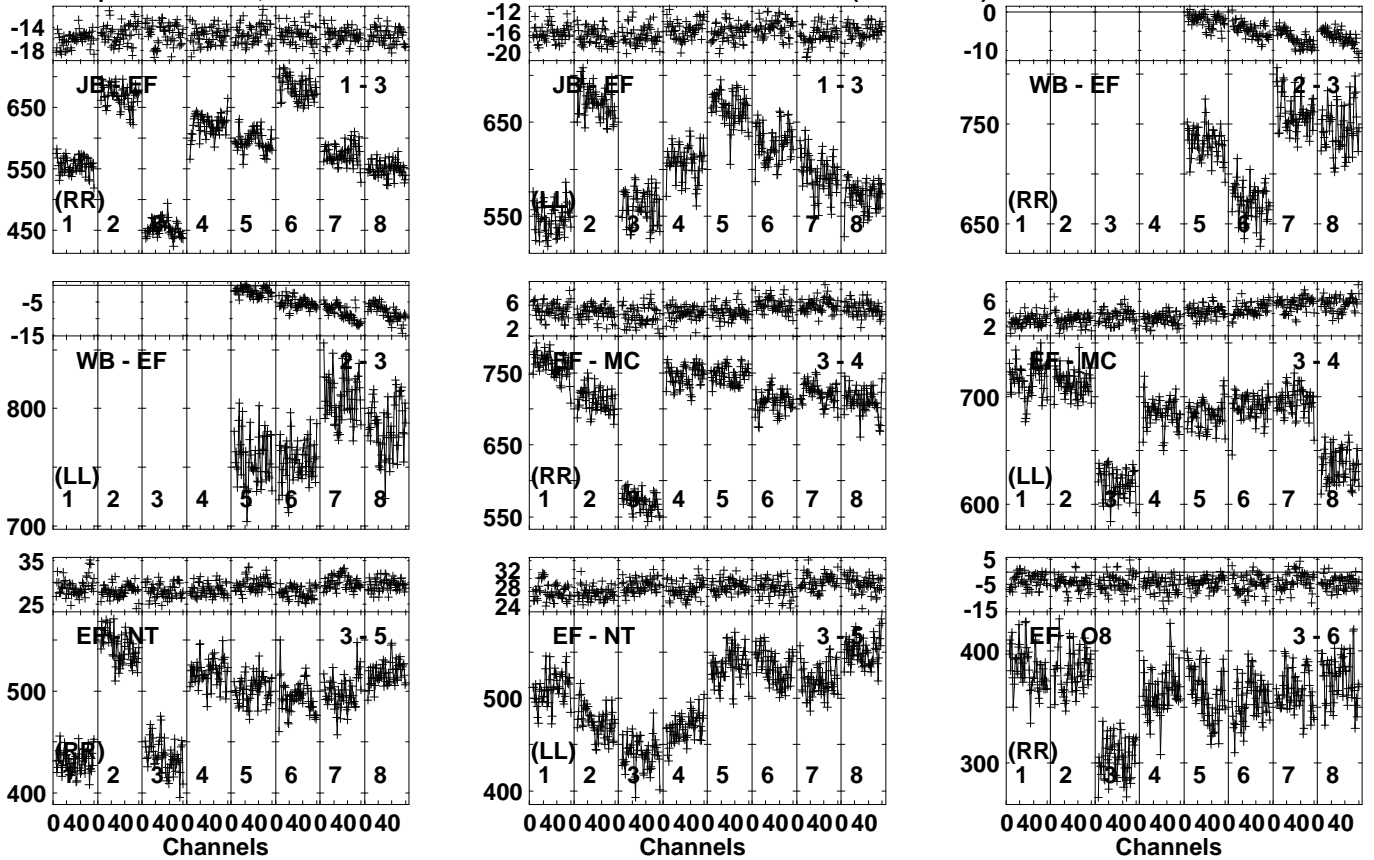 -14 -12 0
-18 -16 -10
-20
JB - EF 1 - 3 JB - EF 1 - 3 WB - EF 2 - 3
650 650 750
550 550 650
450
(RR) (LL) (RR)
1 2 3 4 5 6 7 8 1 2 3 4 5 6 7 8 1 2 3 4 5 6 7 8
-5 6 6
-15 2 2
WB - EF 2 - 3 EF - MC 3 - 4 EF - MC 3 - 4
800 750 700
700 650 600
550
(LL) (RR) (LL)
1 2 3 4 5 6 7 8 1 2 3 4 5 6 7 8 1 2 3 4 5 6 7 8
35 32 5
25 28 -5
24 -15
EF - NT 3 - 5 EF - NT 3 - 5 EF - O8 3 - 6
500 500 400
400 400 300
(RR) (LL) (RR)
1 2 3 4 5 6 7 8 1 2 3 4 5 6 7 8 1 2 3 4 5 6 7 8
0 40 0 40 0 40 0 40 0 40 0 40 0 40 0 40 0 40 0 40 0 40 0 40 0 40 0 40 0 40 0 40 0 40 0 40 0 40 0 40 0 40 0 40 0 40 0 40
Channels Channels Channels